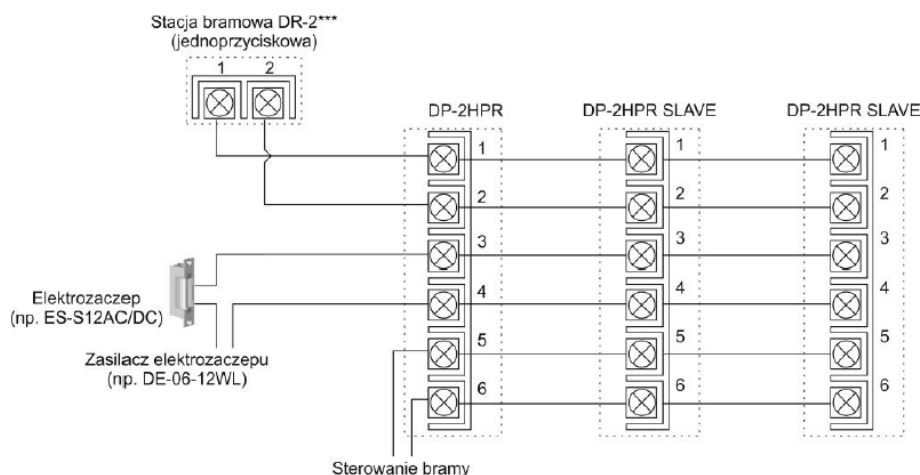 Stacja bramowa DR-2***
(jednoprzyciskowa)
1 2
DP-2HPR DP-2HPR SLAVE DP-2HPR SLAVE
1 1 1
2 2 2
3 3 3
4 4 4
5 5 5
6 6 6
Elektrozaczep
(np. ES-S12AC/DC)
Zasilacz elektrozaczepu
(np. DE-06-12WL)
Sterowanie bramy